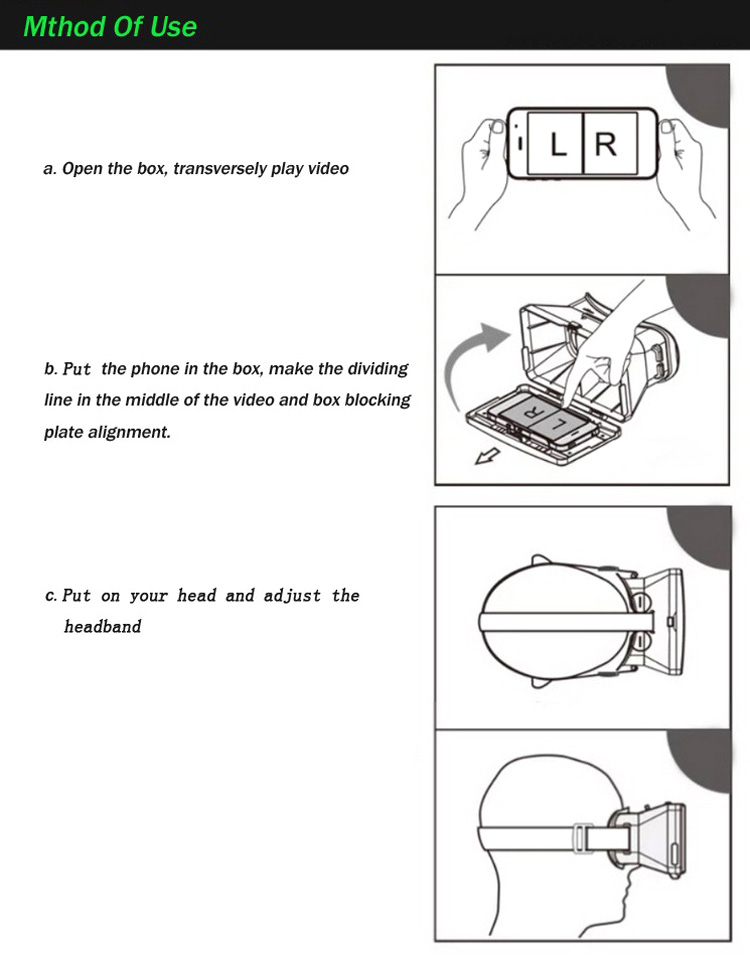 Mthod Of Use
a. Open the box, transversely play video
L R
b. Put the phone in the box, make the dividing
line in the middle of the video and box blocking
plate alignment.
R
L
c. Put on your head and adjust the
headband